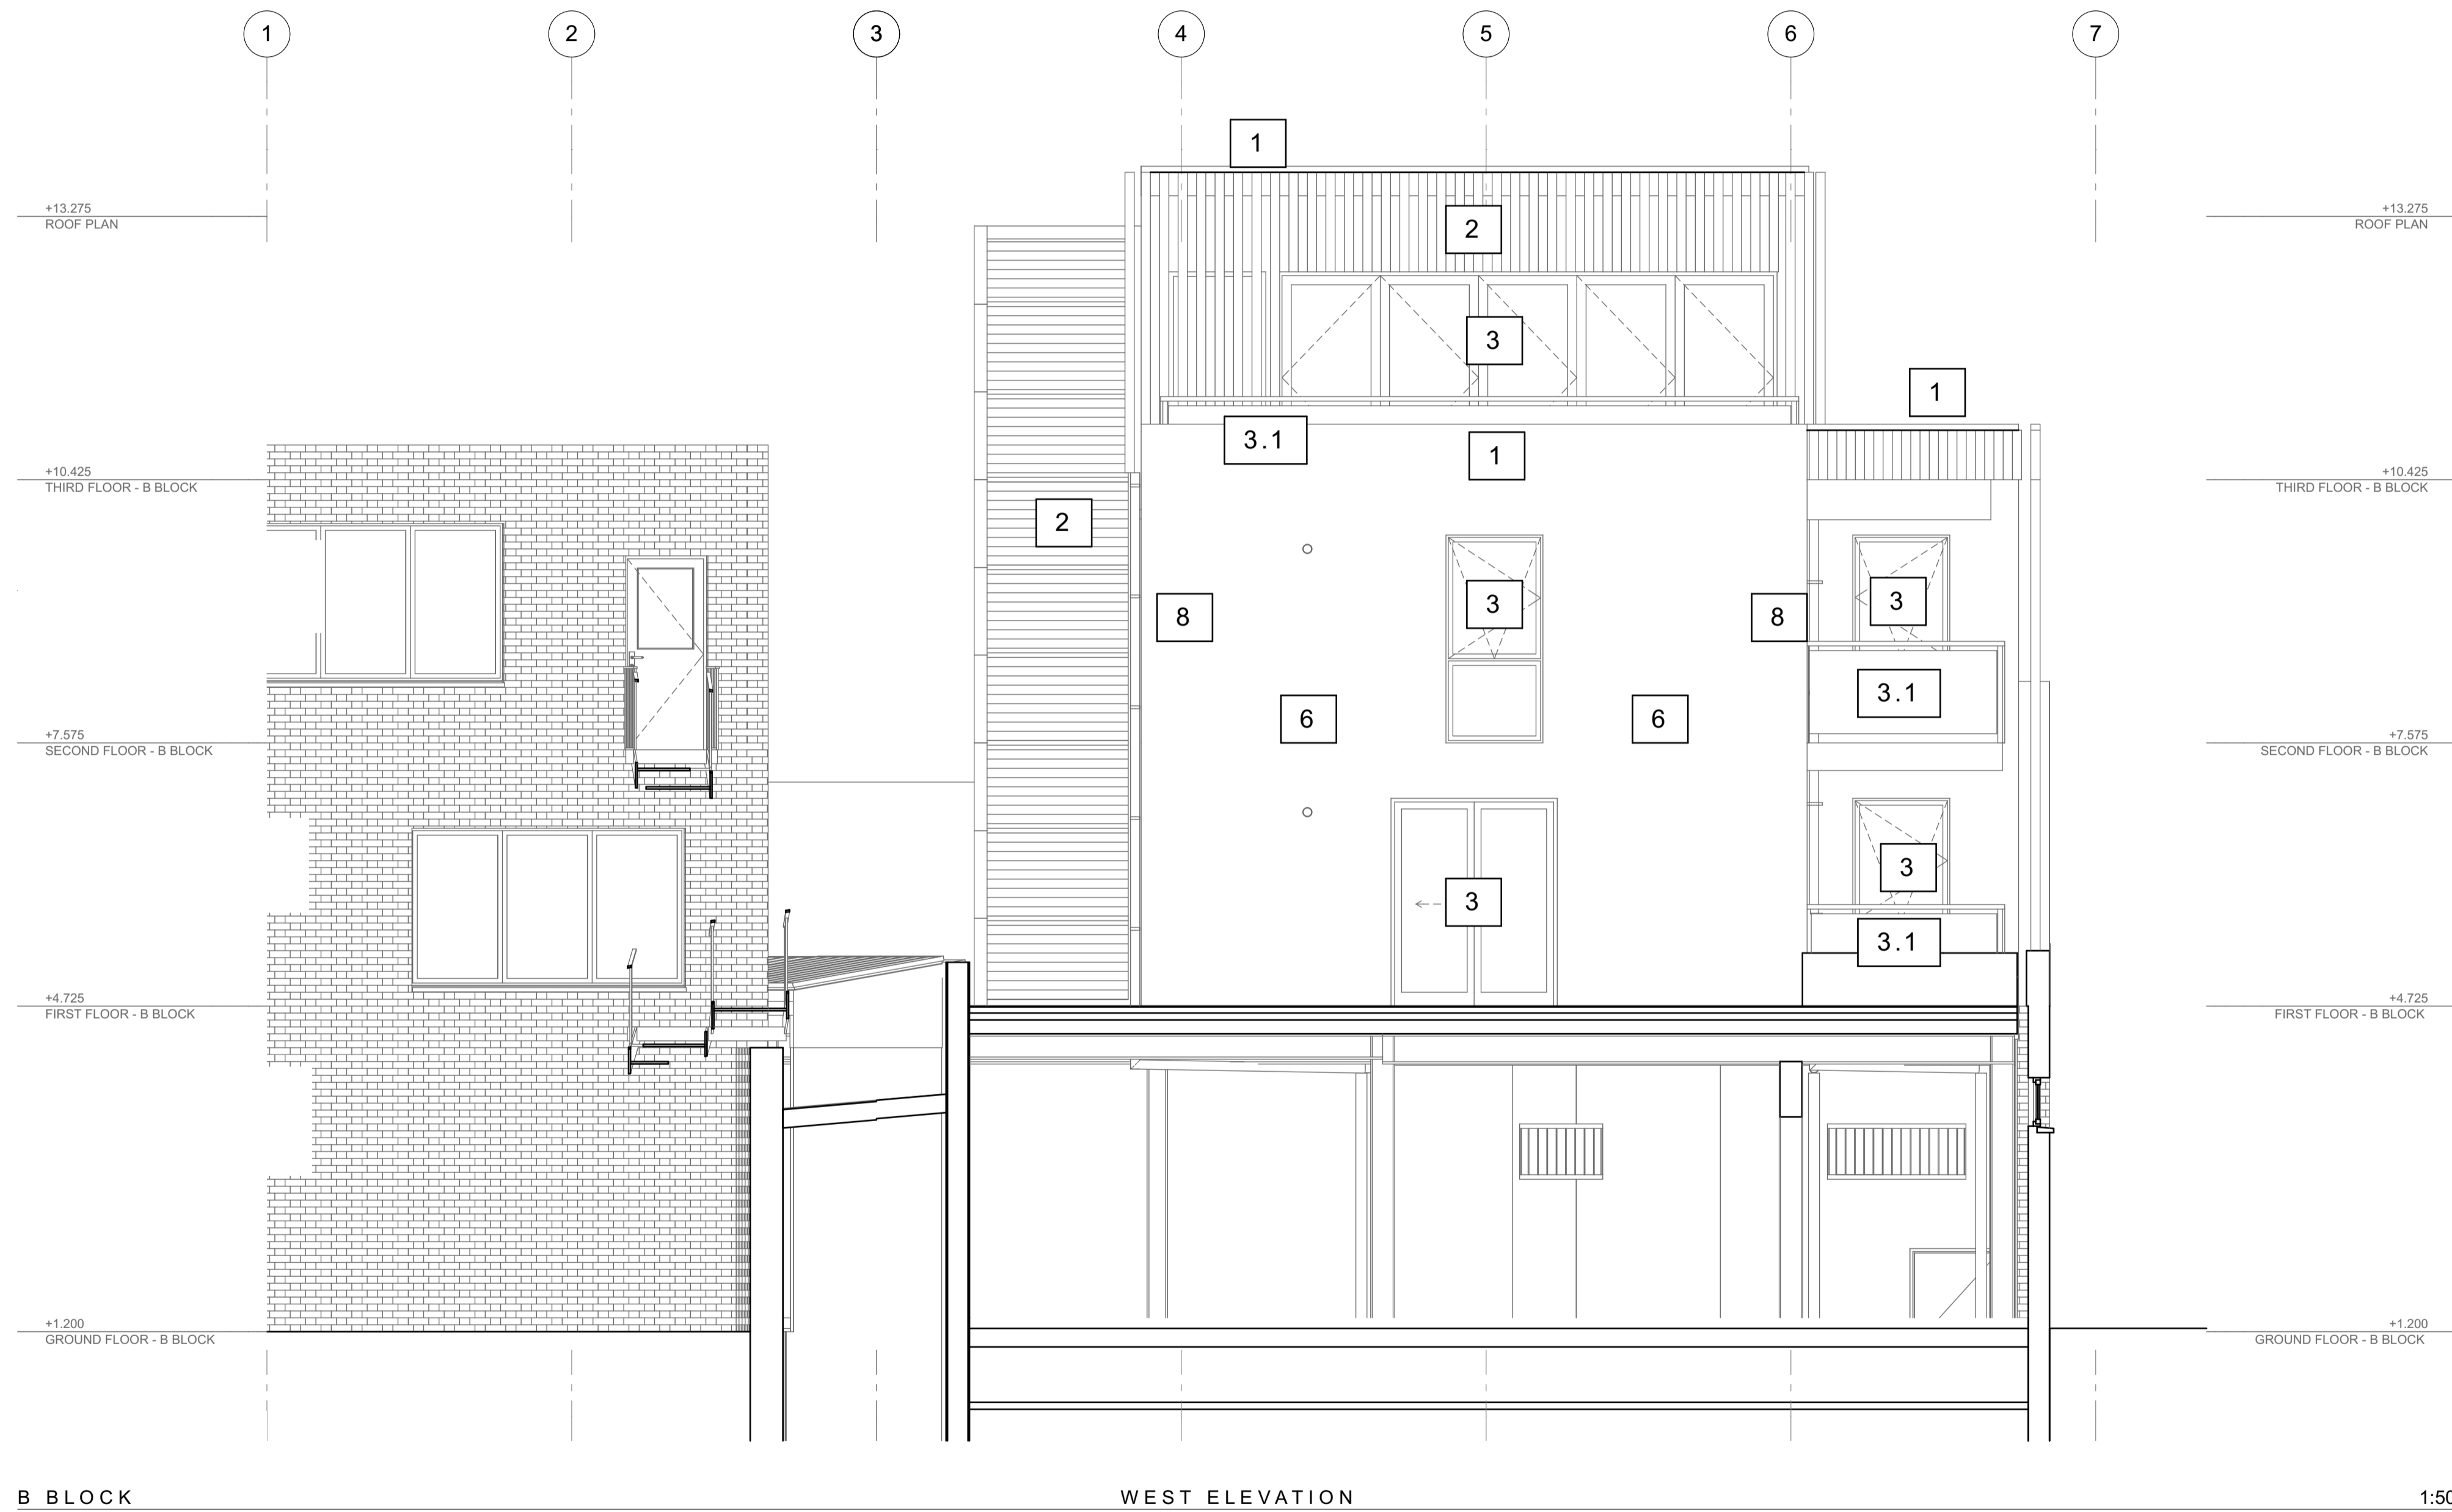 1 2 3 4 5 6 7
1
+13.275 +13.275
ROOF PLAN 2 ROOF PLAN
3
1
3.1 1
+10.425 +10.425
THIRD FLOOR - B BLOCK THIRD FLOOR - B BLOCK
2
3 3
8 8
3.1
6 6
+7.575 +7.575
SECOND FLOOR - B BLOCK SECOND FLOOR - B BLOCK
3
3
3.1
+4.725 +4.725
FIRST FLOOR - B BLOCK FIRST FLOOR - B BLOCK
+1.200 +1.200
GROUND FLOOR - B BLOCK GROUND FLOOR - B BLOCK
B BLOCK WEST ELEVATION 1:50